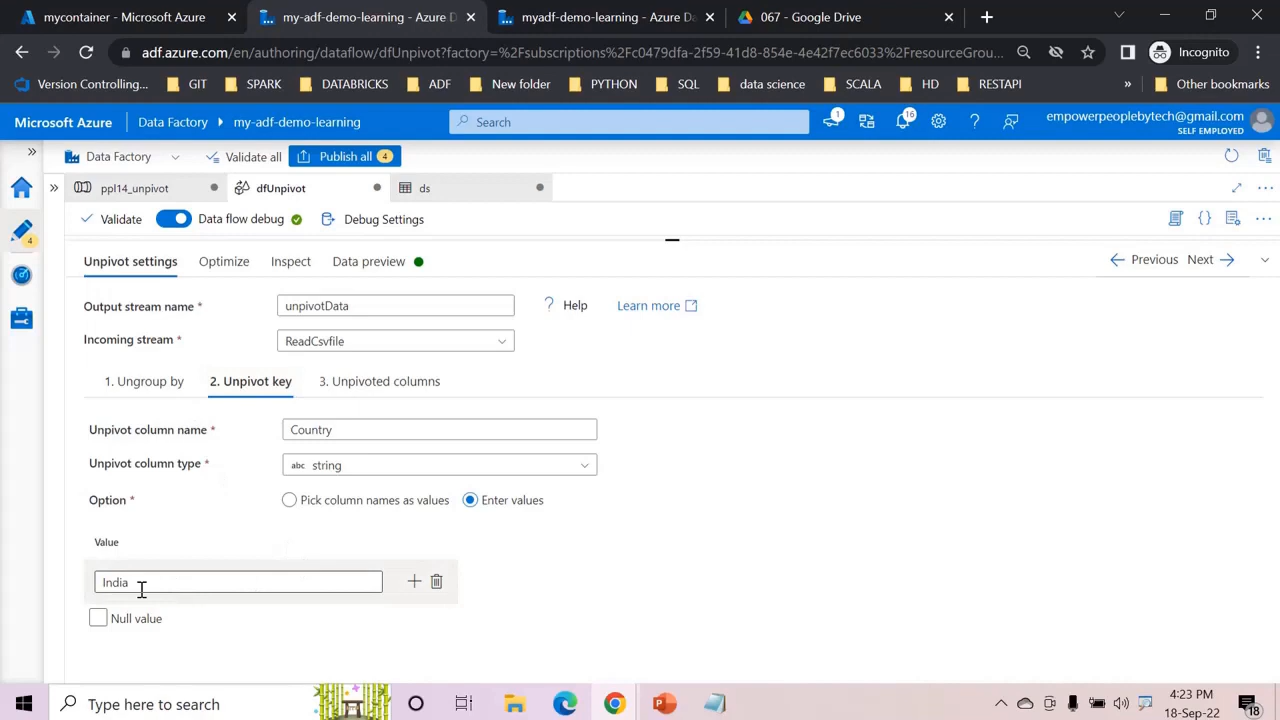 mycontainer - Microsoft Azure
my-adf-demo-learning - Azure D
myadf-demo-learning - Azure Da
067 - Google Drive
Incognito
adf.azure.com/en/authoring/dataflow/dfUnpivot?factory=%2Fsubscriptions%2Fc0479dfa-2f59-41d8-854e-4e42f7ec6033%2FresourceGrou...
Version Controlling...
GIT
SPARK
DATABRICKS
ADF
New folder
PYTHON
SQL
data science
SCALA
HD
RESTAPI
Other bookmarks
Microsoft Azure
Data Factory
my-adf-demo-learning
Search
1
16
empowerpeoplebytech@gmail.com
SELF EMPLOYED
Data Factory
Validate all
Publish all 4
ppl14_unpivot
dfUnpivot
ds
4
Validate
Data flow debug
Debug Settings
Unpivot settings
Optimize
Inspect
Data preview
Previous
Next
Output stream name *
unpivotData
Help
Learn more
Incoming stream *
ReadCsvfile
1. Ungroup by
2. Unpivot key
3. Unpivoted columns
Unpivot column name *
Country
Unpivot column type *
abc string
Option *
Pick column names as values
Enter values
Value
India
Null value
Type here to search
4:23 PM
18-Sep-22
18